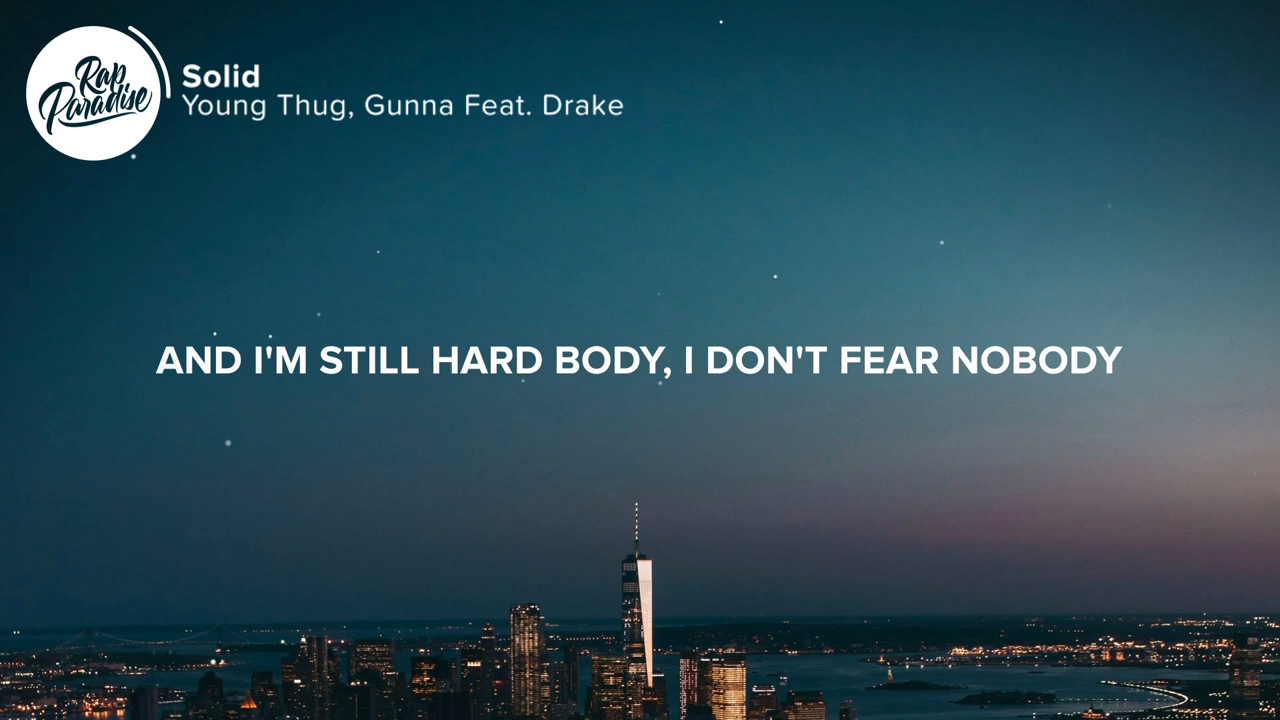 Rap
Paradise
Solid
Young Thug, Gunna Feat. Drake
AND I'M STILL HARD BODY, I DON'T FEAR NOBODY